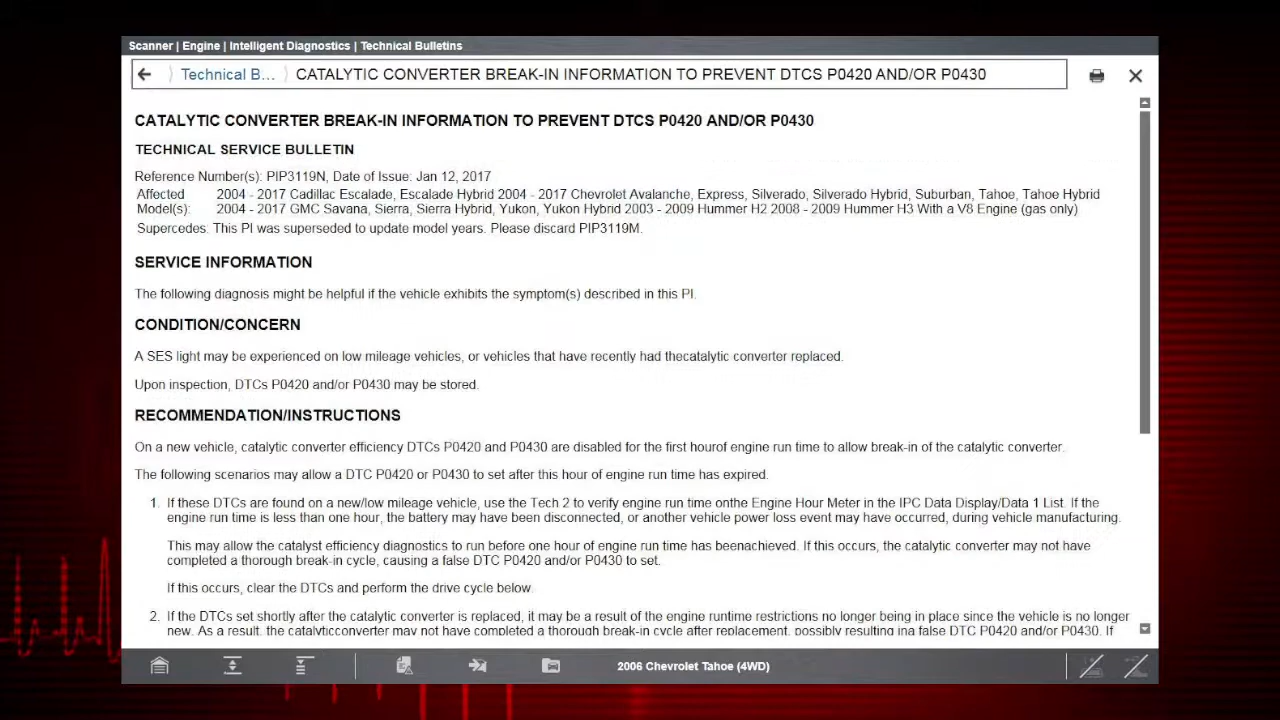 Scanner | Engine | Intelligent Diagnostics | Technical Bulletins
Technical B... CATALYTIC CONVERTER BREAK-IN INFORMATION TO PREVENT DTCS P0420 AND/OR P0430
CATALYTIC CONVERTER BREAK-IN INFORMATION TO PREVENT DTCS P0420 AND/OR P0430
TECHNICAL SERVICE BULLETIN
Reference Number(s): PIP3119N, Date of Issue: Jan 12, 2017
Affected 2004 - 2017 Cadillac Escalade, Escalade Hybrid 2004 - 2017 Chevrolet Avalanche, Express, Silverado, Silverado Hybrid, Suburban, Tahoe, Tahoe Hybrid
Model(s): 2004 - 2017 GMC Savana, Sierra, Sierra Hybrid, Yukon, Yukon Hybrid 2003 - 2009 Hummer H2 2008 - 2009 Hummer H3 With a V8 Engine (gas only)
Supercedes: This PI was superseded to update model years. Please discard PIP3119M.
SERVICE INFORMATION
The following diagnosis might be helpful if the vehicle exhibits the symptom(s) described in this PI.
CONDITION/CONCERN
A SES light may be experienced on low mileage vehicles, or vehicles that have recently had thecatalytic converter replaced.
Upon inspection, DTCs P0420 and/or P0430 may be stored.
RECOMMENDATION/INSTRUCTIONS
On a new vehicle, catalytic converter efficiency DTCs P0420 and P0430 are disabled for the first hourof engine run time to allow break-in of the catalytic converter.
The following scenarios may allow a DTC P0420 or P0430 to set after this hour of engine run time has expired.
1. If these DTCs are found on a new/low mileage vehicle, use the Tech 2 to verify engine run time onthe Engine Hour Meter in the IPC Data Display/Data 1 List. If the
engine run time is less than one hour, the battery may have been disconnected, or another vehicle power loss event may have occurred, during vehicle manufacturing.
This may allow the catalyst efficiency diagnostics to run before one hour of engine run time has beenachieved. If this occurs, the catalytic converter may not have
completed a thorough break-in cycle, causing a false DTC P0420 and/or P0430 to set.
If this occurs, clear the DTCs and perform the drive cycle below.
2. If the DTCs set shortly after the catalytic converter is replaced, it may be a result of the engine runtime restrictions no longer being in place since the vehicle is no longer
new. As a result, the catalyticconverter may not have completed a thorough break-in cycle after replacement, possibly resulting ina false DTC P0420 and/or P0430. If
2006 Chevrolet Tahoe (4WD)